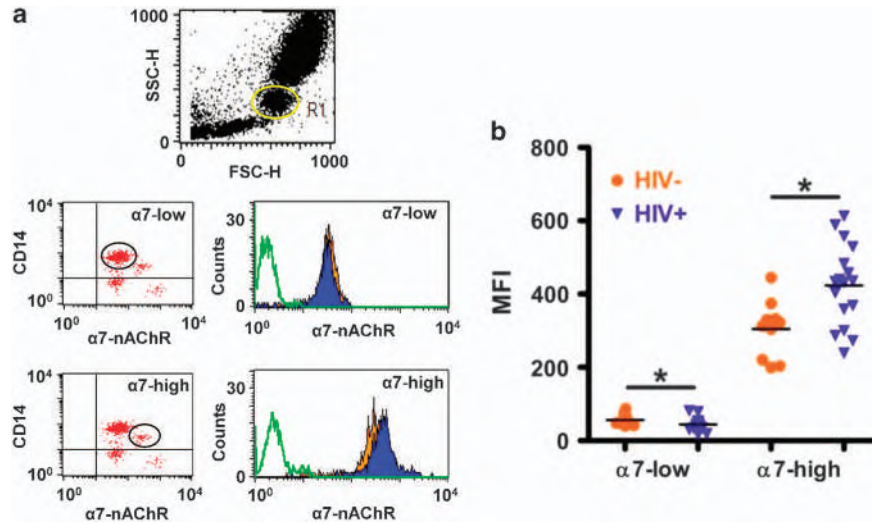 a
SSC-H
1000
0
R1
0
1000
FSC-H
α7-low
CD14
10⁴
10⁰
10⁰
10⁴
α7-nAChR
α7-low
Counts
30
0
10⁰
10⁴
α7-nAChR
α7-high
CD14
10⁴
10⁰
10⁰
10⁴
α7-nAChR
α7-high
Counts
30
0
10⁰
10⁴
α7-nAChR
b
HIV-
HIV+
MFI
800
600
400
200
0
*
*
α7-low
α7-high